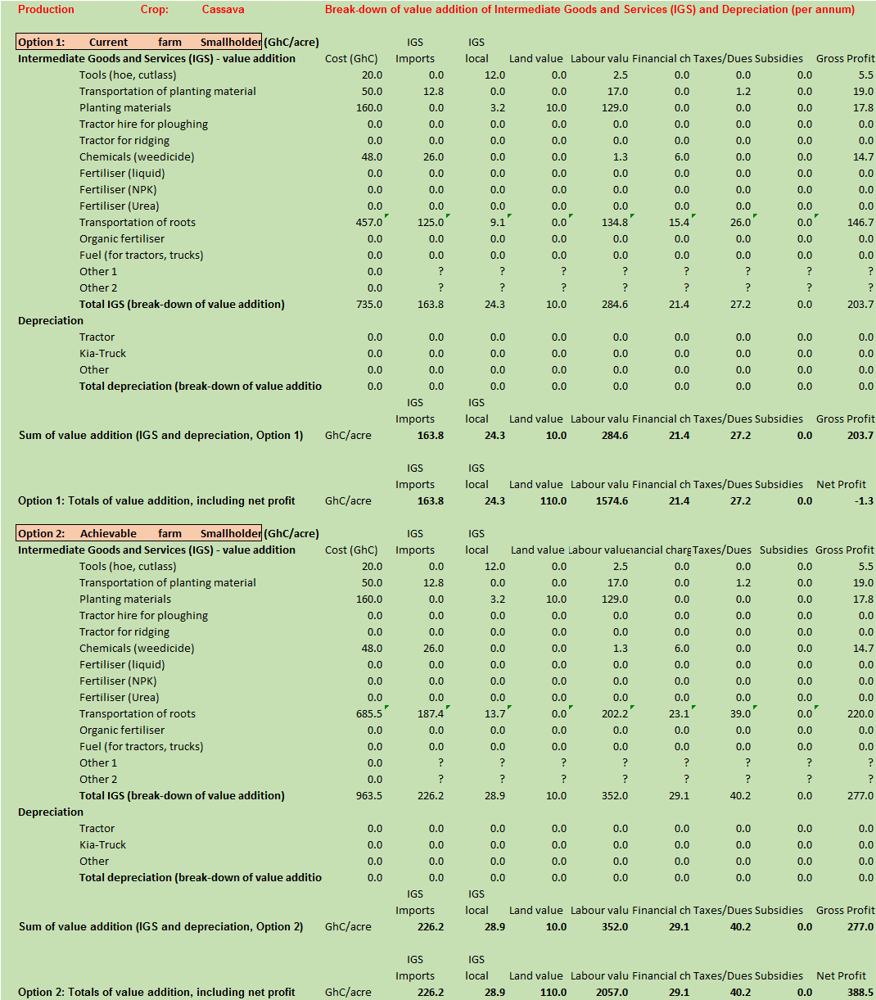 Production Crop: Cassava Break-down of value addition of Intermediate Goods and Services (IGS) and Depreciation (per annum)
Option 1: Current farm Smallholder (GhC/acre) IGS IGS
Intermediate Goods and Services (IGS) - value addition Cost (GhC) Imports local Land value Labour valu Financial ch Taxes/Dues Subsidies Gross Profit
Tools (hoe, cutlass) 20.0 0.0 12.0 0.0 2.5 0.0 0.0 0.0 5.5
Transportation of planting material 50.0 12.8 0.0 0.0 17.0 0.0 1.2 0.0 19.0
Planting materials 160.0 0.0 3.2 10.0 129.0 0.0 0.0 0.0 17.8
Tractor hire for ploughing 0.0 0.0 0.0 0.0 0.0 0.0 0.0 0.0 0.0
Tractor for ridging 0.0 0.0 0.0 0.0 0.0 0.0 0.0 0.0 0.0
Chemicals (weedicide) 48.0 26.0 0.0 0.0 1.3 6.0 0.0 0.0 14.7
Fertiliser (liquid) 0.0 0.0 0.0 0.0 0.0 0.0 0.0 0.0 0.0
Fertiliser (NPK) 0.0 0.0 0.0 0.0 0.0 0.0 0.0 0.0 0.0
Fertiliser (Urea) 0.0 0.0 0.0 0.0 0.0 0.0 0.0 0.0 0.0
Transportation of roots 457.0 125.0 9.1 0.0 134.8 15.4 26.0 0.0 146.7
Organic fertiliser 0.0 0.0 0.0 0.0 0.0 0.0 0.0 0.0 0.0
Fuel (for tractors, trucks) 0.0 0.0 0.0 0.0 0.0 0.0 0.0 0.0 0.0
Other 1 0.0 ? ? ? ? ? ? ? ?
Other 2 0.0 ? ? ? ? ? ? ? ?
Total IGS (break-down of value addition) 735.0 163.8 24.3 10.0 284.6 21.4 27.2 0.0 203.7
Depreciation
Tractor 0.0 0.0 0.0 0.0 0.0 0.0 0.0 0.0 0.0
Kia-Truck 0.0 0.0 0.0 0.0 0.0 0.0 0.0 0.0 0.0
Other 0.0 0.0 0.0 0.0 0.0 0.0 0.0 0.0 0.0
Total depreciation (break-down of value additio 0.0 0.0 0.0 0.0 0.0 0.0 0.0 0.0 0.0
IGS IGS
Imports local Land value Labour valu Financial ch Taxes/Dues Subsidies Gross Profit
Sum of value addition (IGS and depreciation, Option 1) GhC/acre 163.8 24.3 10.0 284.6 21.4 27.2 0.0 203.7
IGS IGS
Imports local Land value Labour valu Financial ch Taxes/Dues Subsidies Net Profit
Option 1: Totals of value addition, including net profit GhC/acre 163.8 24.3 110.0 1574.6 21.4 27.2 0.0 -1.3
Option 2: Achievable farm Smallholder (GhC/acre) IGS IGS
Intermediate Goods and Services (IGS) - value addition Cost (GhC) Imports local Land value Labour value nancial charg Taxes/Dues Subsidies Gross Profit
Tools (hoe, cutlass) 20.0 0.0 12.0 0.0 2.5 0.0 0.0 0.0 5.5
Transportation of planting material 50.0 12.8 0.0 0.0 17.0 0.0 1.2 0.0 19.0
Planting materials 160.0 0.0 3.2 10.0 129.0 0.0 0.0 0.0 17.8
Tractor hire for ploughing 0.0 0.0 0.0 0.0 0.0 0.0 0.0 0.0 0.0
Tractor for ridging 0.0 0.0 0.0 0.0 0.0 0.0 0.0 0.0 0.0
Chemicals (weedicide) 48.0 26.0 0.0 0.0 1.3 6.0 0.0 0.0 14.7
Fertiliser (liquid) 0.0 0.0 0.0 0.0 0.0 0.0 0.0 0.0 0.0
Fertiliser (NPK) 0.0 0.0 0.0 0.0 0.0 0.0 0.0 0.0 0.0
Fertiliser (Urea) 0.0 0.0 0.0 0.0 0.0 0.0 0.0 0.0 0.0
Transportation of roots 685.5 187.4 13.7 0.0 202.2 23.1 39.0 0.0 220.0
Organic fertiliser 0.0 0.0 0.0 0.0 0.0 0.0 0.0 0.0 0.0
Fuel (for tractors, trucks) 0.0 0.0 0.0 0.0 0.0 0.0 0.0 0.0 0.0
Other 1 0.0 ? ? ? ? ? ? ? ?
Other 2 0.0 ? ? ? ? ? ? ? ?
Total IGS (break-down of value addition) 963.5 226.2 28.9 10.0 352.0 29.1 40.2 0.0 277.0
Depreciation
Tractor 0.0 0.0 0.0 0.0 0.0 0.0 0.0 0.0 0.0
Kia-Truck 0.0 0.0 0.0 0.0 0.0 0.0 0.0 0.0 0.0
Other 0.0 0.0 0.0 0.0 0.0 0.0 0.0 0.0 0.0
Total depreciation (break-down of value additio 0.0 0.0 0.0 0.0 0.0 0.0 0.0 0.0 0.0
IGS IGS
Imports local Land value Labour valu Financial ch Taxes/Dues Subsidies Gross Profit
Sum of value addition (IGS and depreciation, Option 2) GhC/acre 226.2 28.9 10.0 352.0 29.1 40.2 0.0 277.0
IGS IGS
Imports local Land value Labour valu Financial ch Taxes/Dues Subsidies Net Profit
Option 2: Totals of value addition, including net profit GhC/acre 226.2 28.9 110.0 2057.0 29.1 40.2 0.0 388.5